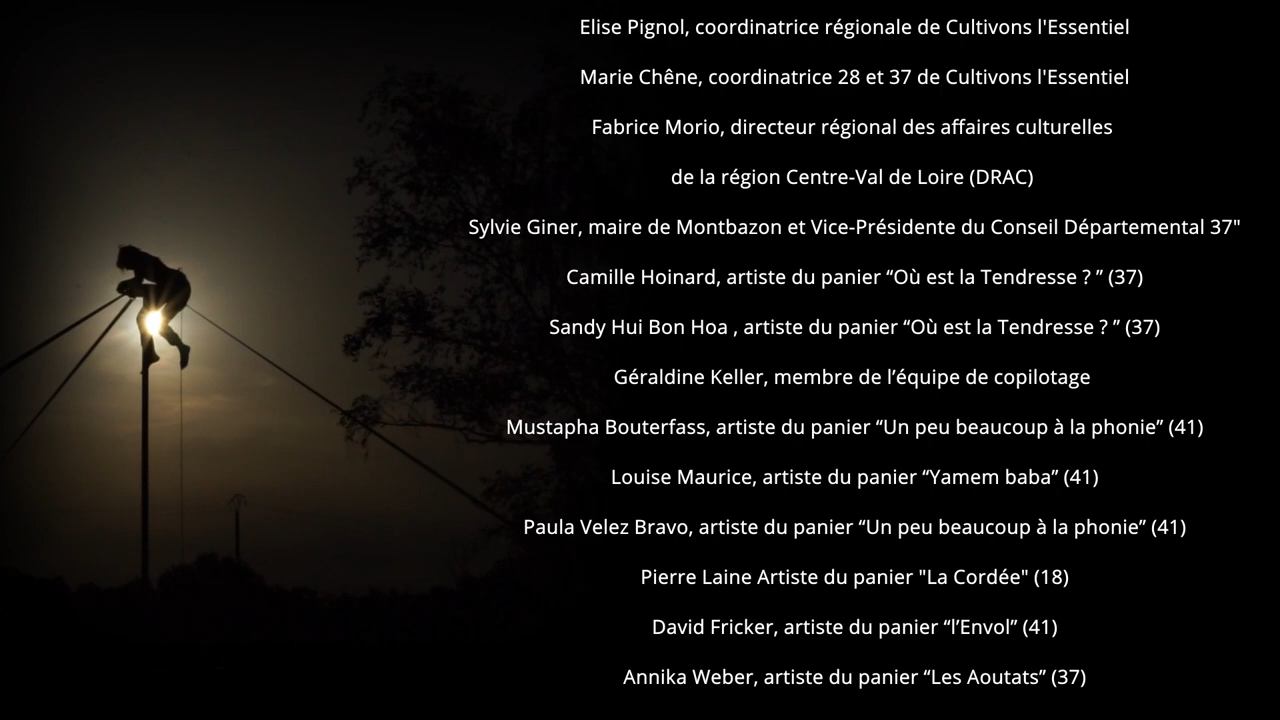 Elise Pignol, coordinatrice régionale de Cultivons l'Essentiel
Marie Chêne, coordinatrice 28 et 37 de Cultivons l'Essentiel
Fabrice Morio, directeur régional des affaires culturelles
de la région Centre-Val de Loire (DRAC)
Sylvie Giner, maire de Montbazon et Vice-Présidente du Conseil Départemental 37"
Camille Hoinard, artiste du panier “Où est la Tendresse ? ” (37)
Sandy Hui Bon Hoa , artiste du panier “Où est la Tendresse ? ” (37)
Géraldine Keller, membre de l’équipe de copilotage
Mustapha Bouterfass, artiste du panier “Un peu beaucoup à la phonie” (41)
Louise Maurice, artiste du panier “Yamem baba” (41)
Paula Velez Bravo, artiste du panier “Un peu beaucoup à la phonie” (41)
Pierre Laine Artiste du panier "La Cordée" (18)
David Fricker, artiste du panier “l’Envol” (41)
Annika Weber, artiste du panier “Les Aoutats” (37)